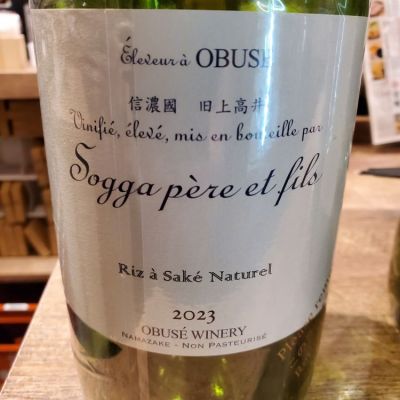 Éleveur à OBUSÉ
信濃國 旧上高井
Vinifié, élevé, mis en bouteille par
Sogga père et fils
Riz à Saké Naturel
2023
OBUSÉ WINERY
NAMAZAKE - NON PASTEURISÉ